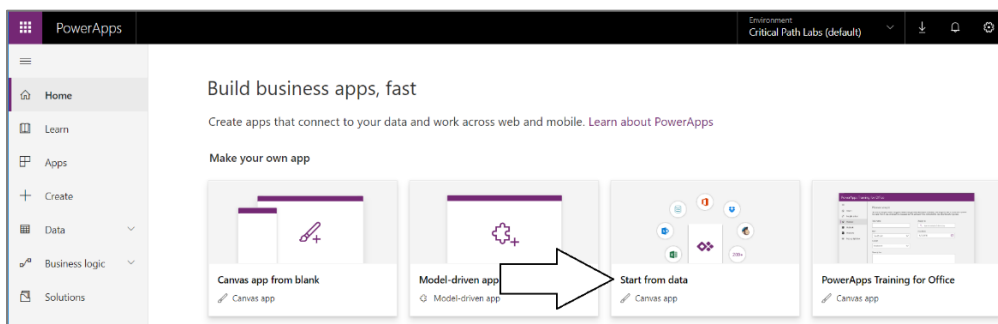 PowerApps
Environment
Critical Path Labs (default)
Home
Learn
Apps
Create
Data
Business logic
Solutions
Build business apps, fast
Create apps that connect to your data and work across web and mobile. Learn about PowerApps
Make your own app
Canvas app from blank
Canvas app
Model-driven app
Model-driven app
Start from data
Canvas app
PowerApps Training for Office
Canvas app